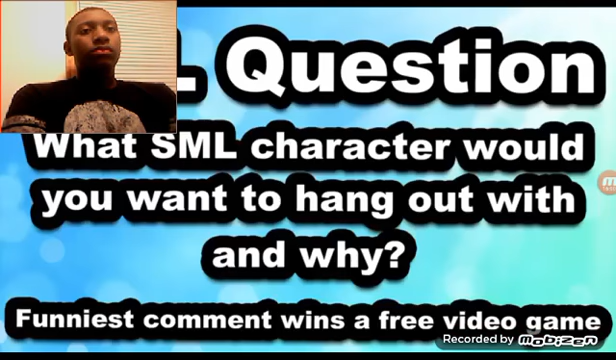 L Question
What SML character would
you want to hang out with
and why?
Funniest comment wins a free video game
Recorded by mobizen